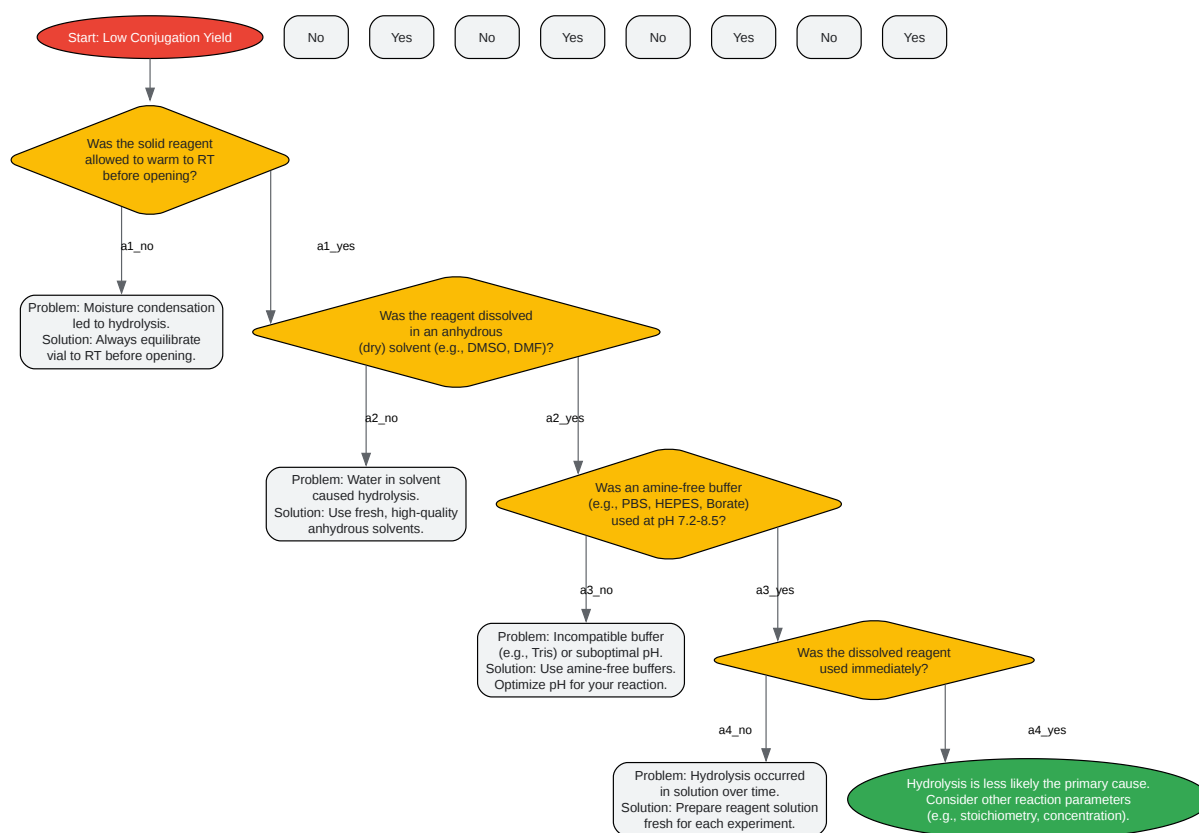 Start: Low Conjugation Yield
No
Yes
No
Yes
No
Yes
No
Yes
Was the solid reagent
allowed to warm to RT
before opening?
a1_no
a1_yes
Problem: Moisture condensation
led to hydrolysis.
Solution: Always equilibrate
vial to RT before opening.
Was the reagent dissolved
in an anhydrous
(dry) solvent (e.g., DMSO, DMF)?
a2_no
a2_yes
Problem: Water in solvent
caused hydrolysis.
Solution: Use fresh, high-quality
anhydrous solvents.
Was an amine-free buffer
(e.g., PBS, HEPES, Borate)
used at pH 7.2-8.5?
a3_no
a3_yes
Problem: Incompatible buffer
(e.g., Tris) or suboptimal pH.
Solution: Use amine-free buffers.
Optimize pH for your reaction.
Was the dissolved reagent
used immediately?
a4_no
a4_yes
Problem: Hydrolysis occurred
in solution over time.
Solution: Prepare reagent solution
fresh for each experiment.
Hydrolysis is less likely the primary cause.
Consider other reaction parameters
(e.g., stoichiometry, concentration).